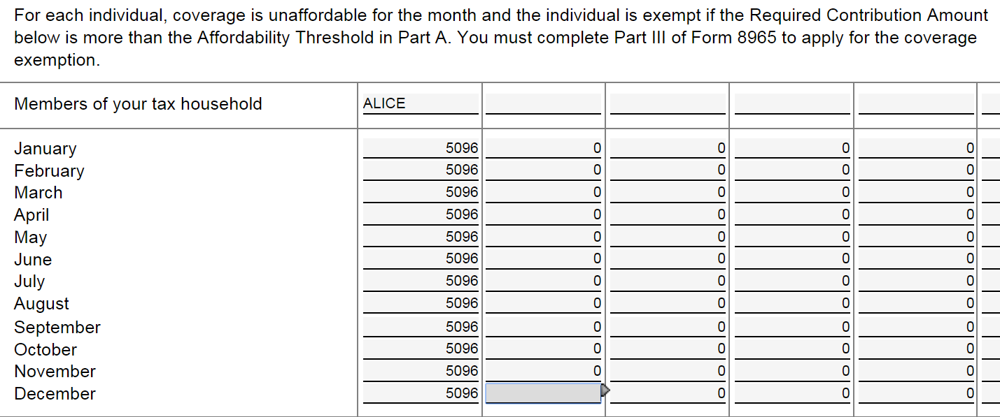 For each individual, coverage is unaffordable for the month and the individual is exempt if the Required Contribution Amount
below is more than the Affordability Threshold in Part A. You must complete Part III of Form 8965 to apply for the coverage
exemption.
Members of your tax household ALICE
January 5096 0 0 0 0
February 5096 0 0 0 0
March 5096 0 0 0 0
April 5096 0 0 0 0
May 5096 0 0 0 0
June 5096 0 0 0 0
July 5096 0 0 0 0
August 5096 0 0 0 0
September 5096 0 0 0 0
October 5096 0 0 0 0
November 5096 0 0 0 0
December 5096 0 0 0